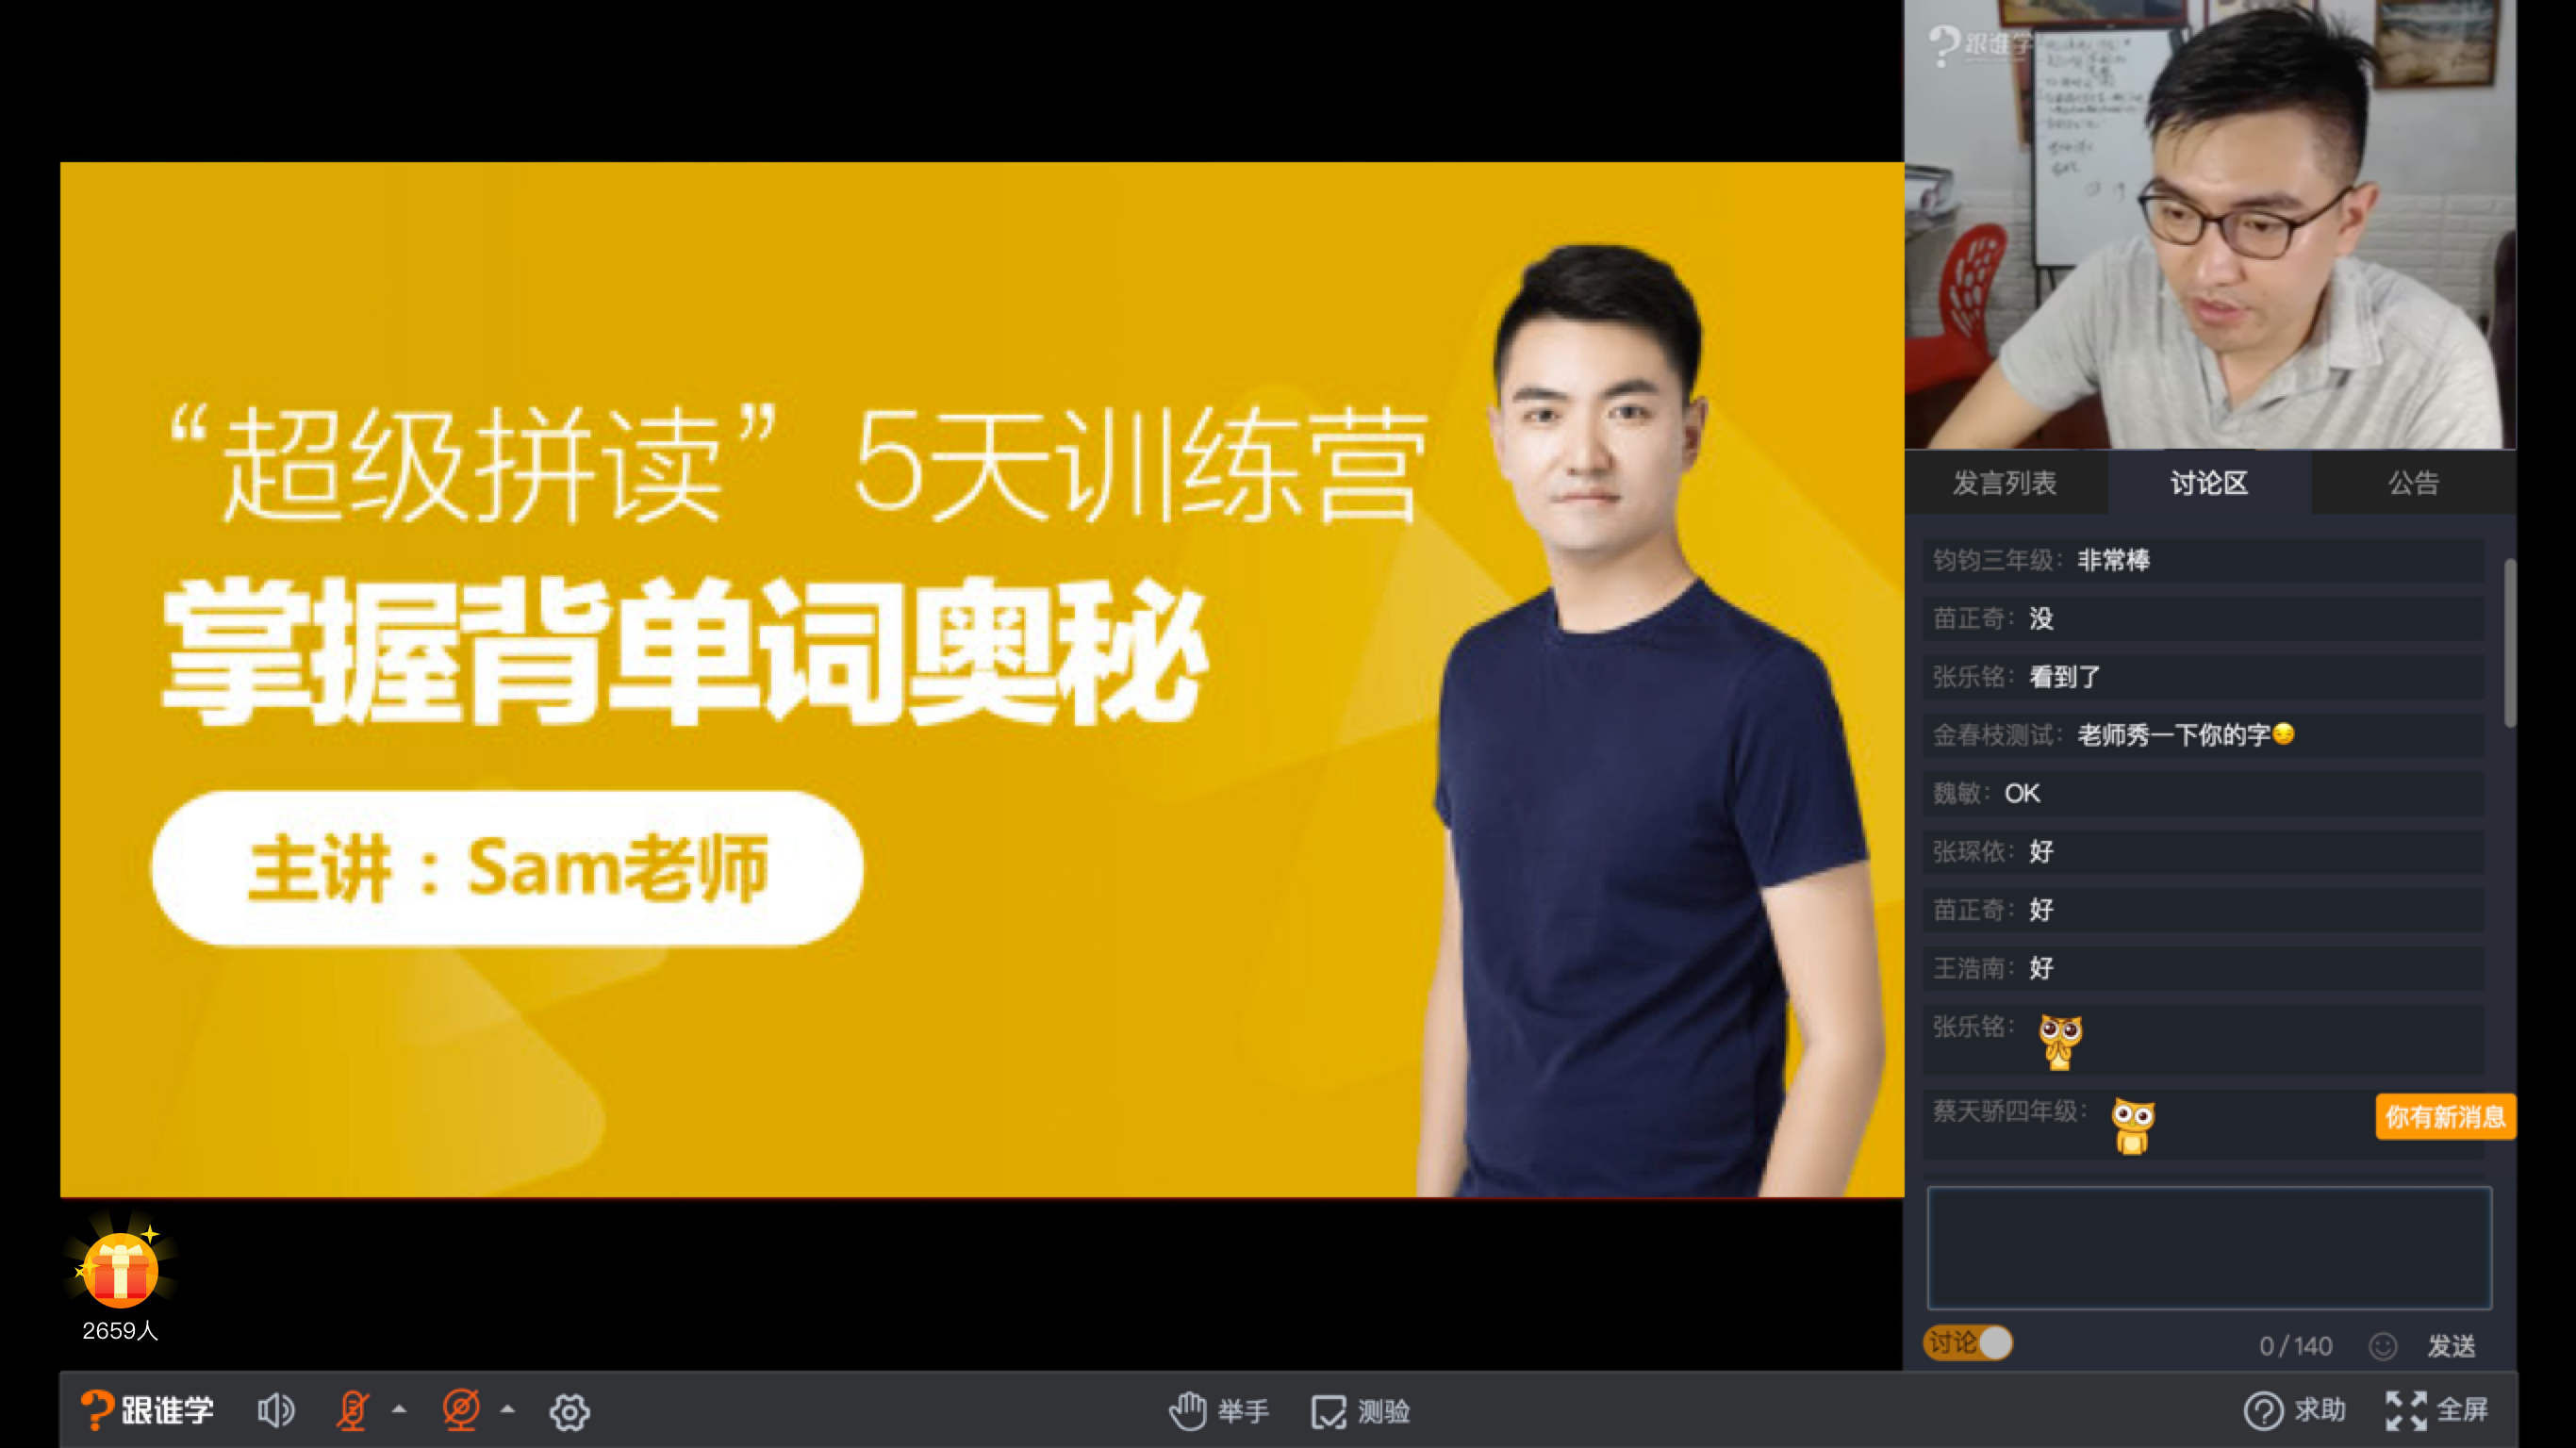 “超级拼读” 5天训练营
掌握背单词奥秘
主讲：Sam老师
跟谁学
发言列表
讨论区
公告
钧钧三年级：非常棒
苗正奇：没
张乐铭：看到了
金春枝测试：老师秀一下你的字
魏敏：OK
张琛依：好
苗正奇：好
王浩南：好
张乐铭：
蔡天骄四年级：
你有新消息
讨论
0/140
发送
2659人
跟谁学
举手
测验
求助
全屏